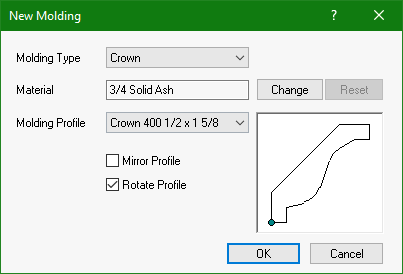 New Molding ?
Molding Type Crown
Material 3/4 Solid Ash Change Reset
Molding Profile Crown 400 1/2 x 1 5/8
Mirror Profile
Rotate Profile
OK Cancel